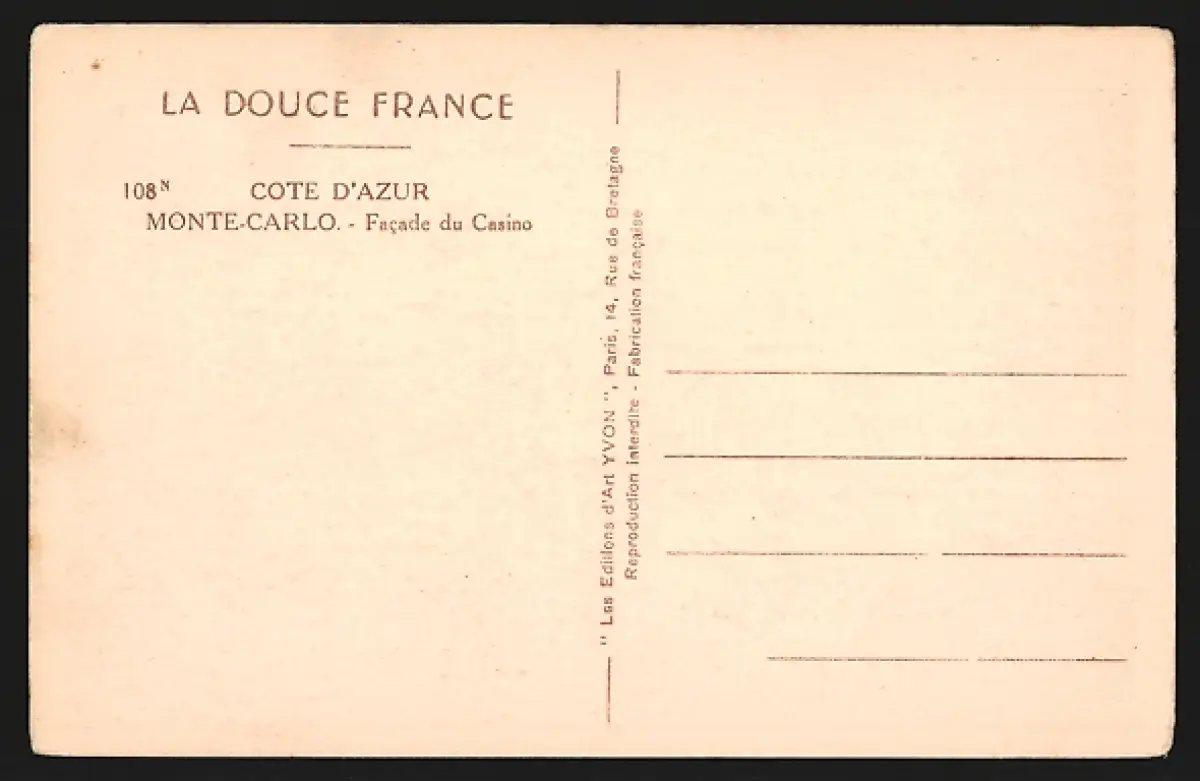 LA DOUCE FRANCE
108ᴺ COTE D'AZUR
MONTE-CARLO. - Façade du Casino
" Les Editions d'Art YVON ", Paris, 14, Rue de Bretagne
Reproduction interdite - Fabrication française